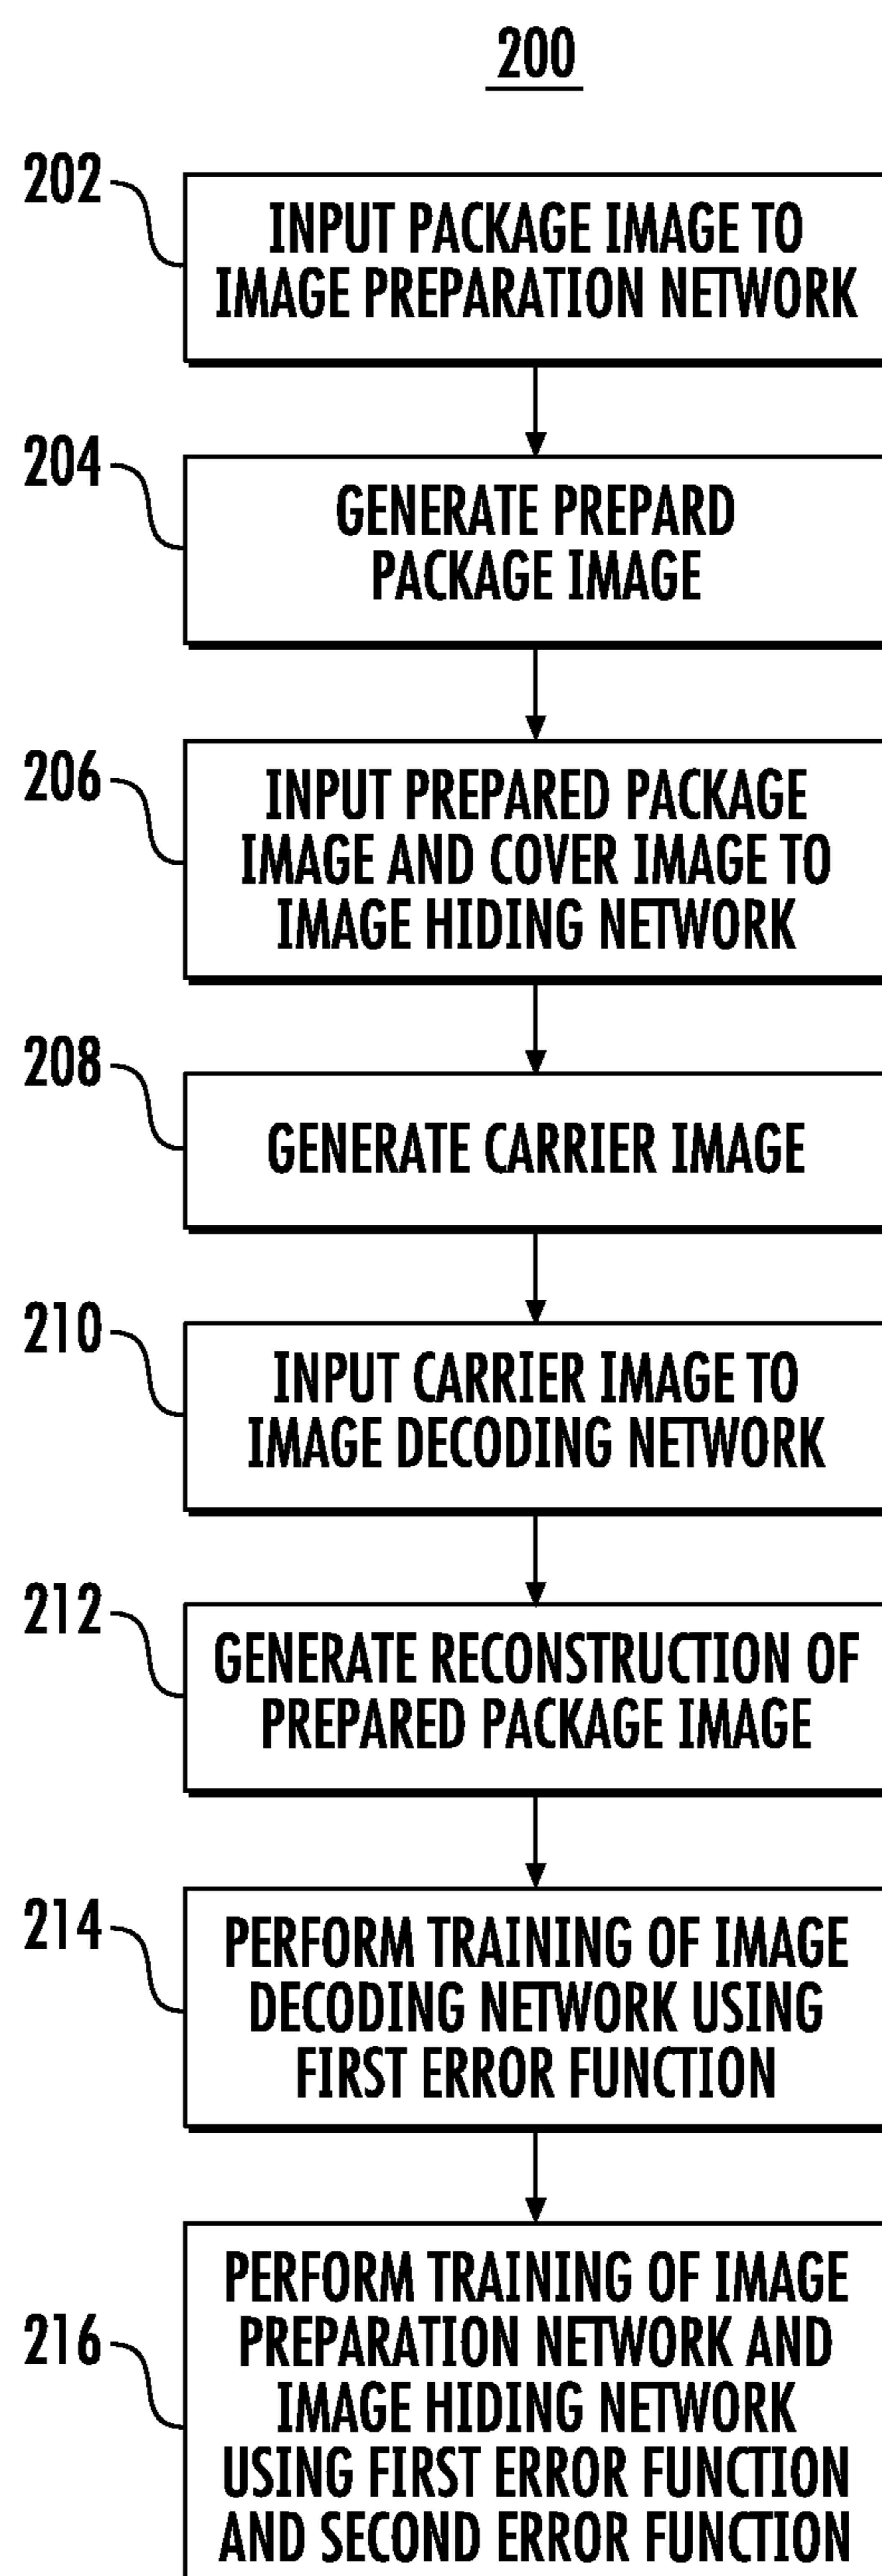 200
202
INPUT PACKAGE IMAGE TO
IMAGE PREPARATION NETWORK
204
GENERATE PREPARD
PACKAGE IMAGE
206
INPUT PREPARED PACKAGE
IMAGE AND COVER IMAGE TO
IMAGE HIDING NETWORK
208
GENERATE CARRIER IMAGE
210
INPUT CARRIER IMAGE TO
IMAGE DECODING NETWORK
212
GENERATE RECONSTRUCTION OF
PREPARED PACKAGE IMAGE
214
PERFORM TRAINING OF IMAGE
DECODING NETWORK USING
FIRST ERROR FUNCTION
216
PERFORM TRAINING OF IMAGE
PREPARATION NETWORK AND
IMAGE HIDING NETWORK
USING FIRST ERROR FUNCTION
AND SECOND ERROR FUNCTION